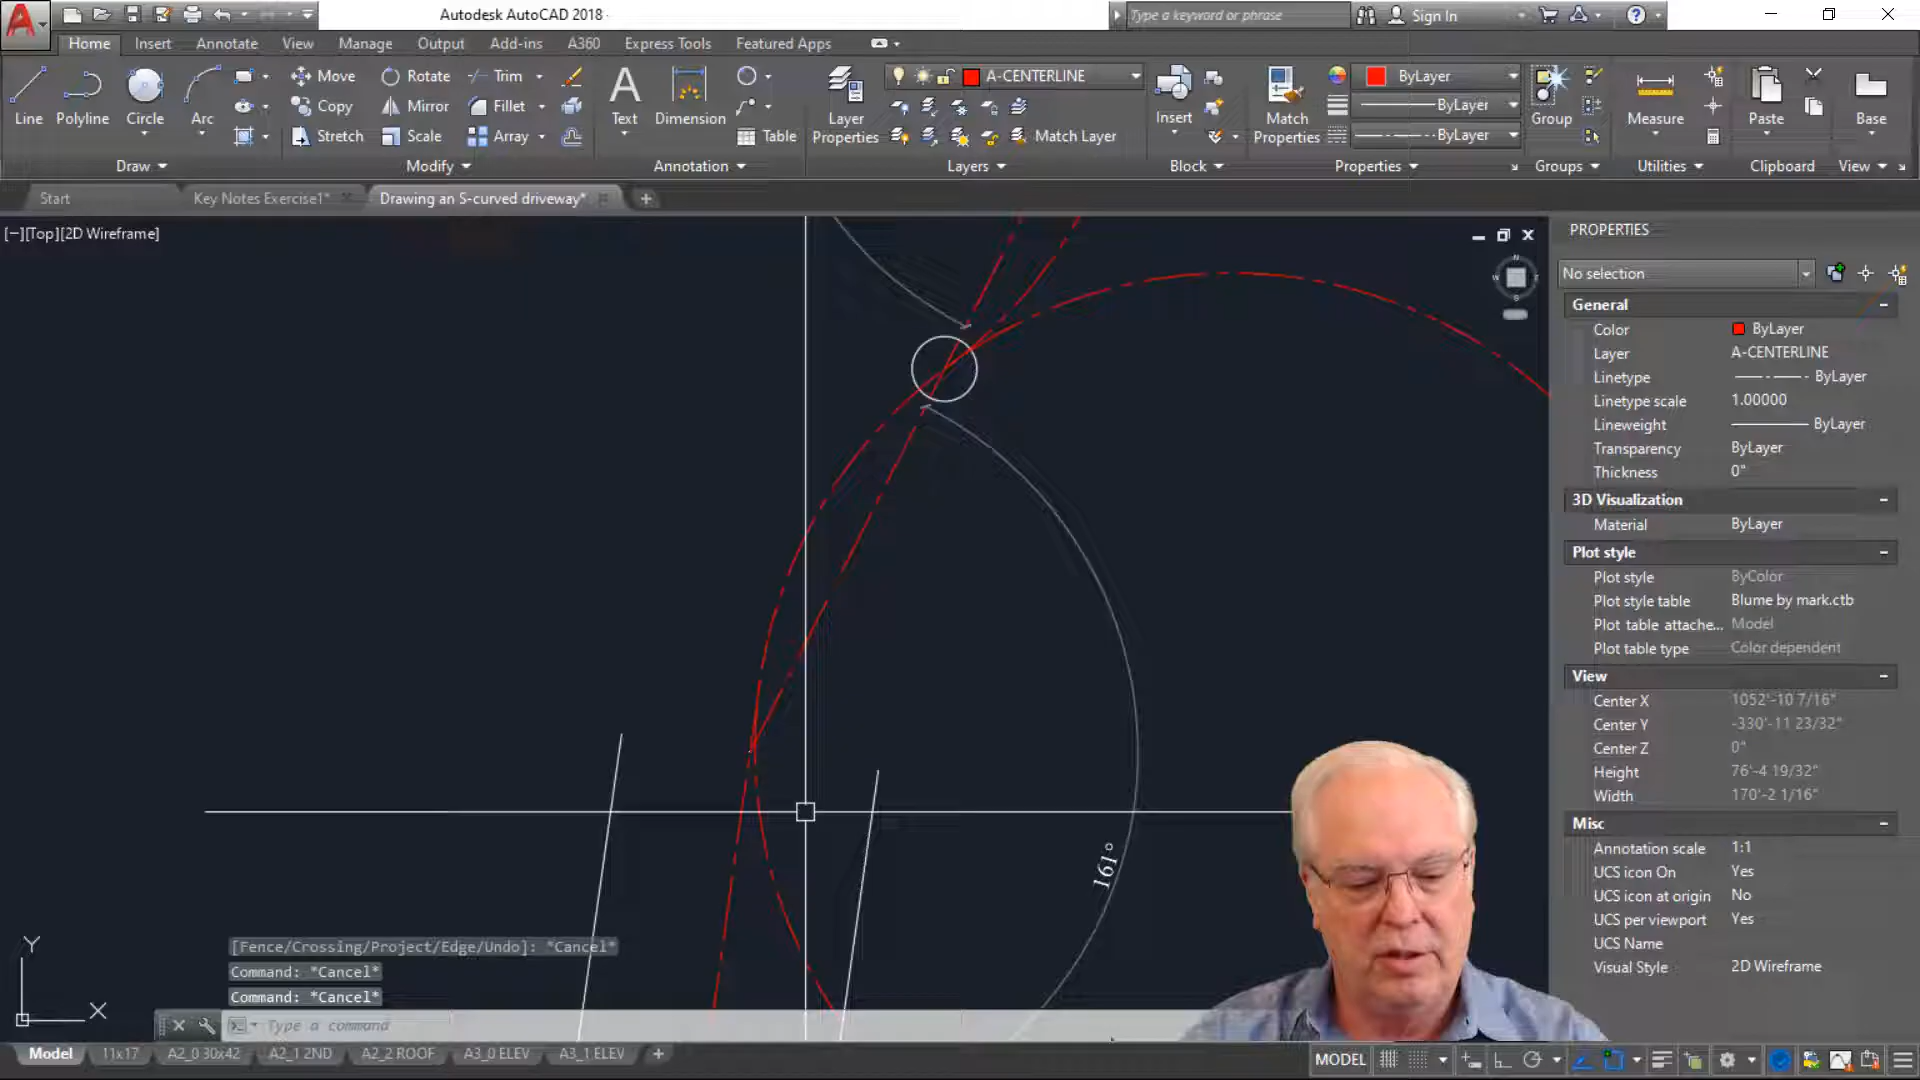 Autodesk AutoCAD 2018
Type a keyword or phrase
Sign In
Home Insert Annotate View Manage Output Add-ins A360 Express Tools Featured Apps
Line Polyline Circle Arc
Move Rotate Trim
Copy Mirror Fillet
Stretch Scale Array
Text Dimension
Table
Layer
Properties
A-CENTERLINE
Match Layer
Insert
Match
Properties
ByLayer
ByLayer
ByLayer
Group Measure Paste Base
Draw Modify Annotation Layers Block Properties Groups Utilities Clipboard View
Start Key Notes Exercise1* Drawing an S-curved driveway*
[−][Top][2D Wireframe]
N
W
S
161°
Y
X
PROPERTIES
No selection
General
Color ByLayer
Layer A-CENTERLINE
Linetype ByLayer
Linetype scale 1.00000
Lineweight ByLayer
Transparency ByLayer
Thickness 0"
3D Visualization
Material ByLayer
Plot style
Plot style ByColor
Plot style table Blume by mark.ctb
Plot table attache... Model
Plot table type Color dependent
View
Center X 1052'-10 7/16"
Center Y -330'-11 23/32"
Center Z 0"
Height 76'-4 19/32"
Width 170'-2 1/16"
Misc
Annotation scale 1:1
UCS icon On Yes
UCS icon at origin No
UCS per viewport Yes
UCS Name
Visual Style 2D Wireframe
[Fence/Crossing/Project/Edge/Undo]: *Cancel*
Command: *Cancel*
Command: *Cancel*
Type a command
Model 11x17 A2_0 30x42 A2_1 2ND A2_2 ROOF A3_0 ELEV A3_1 ELEV
MODEL